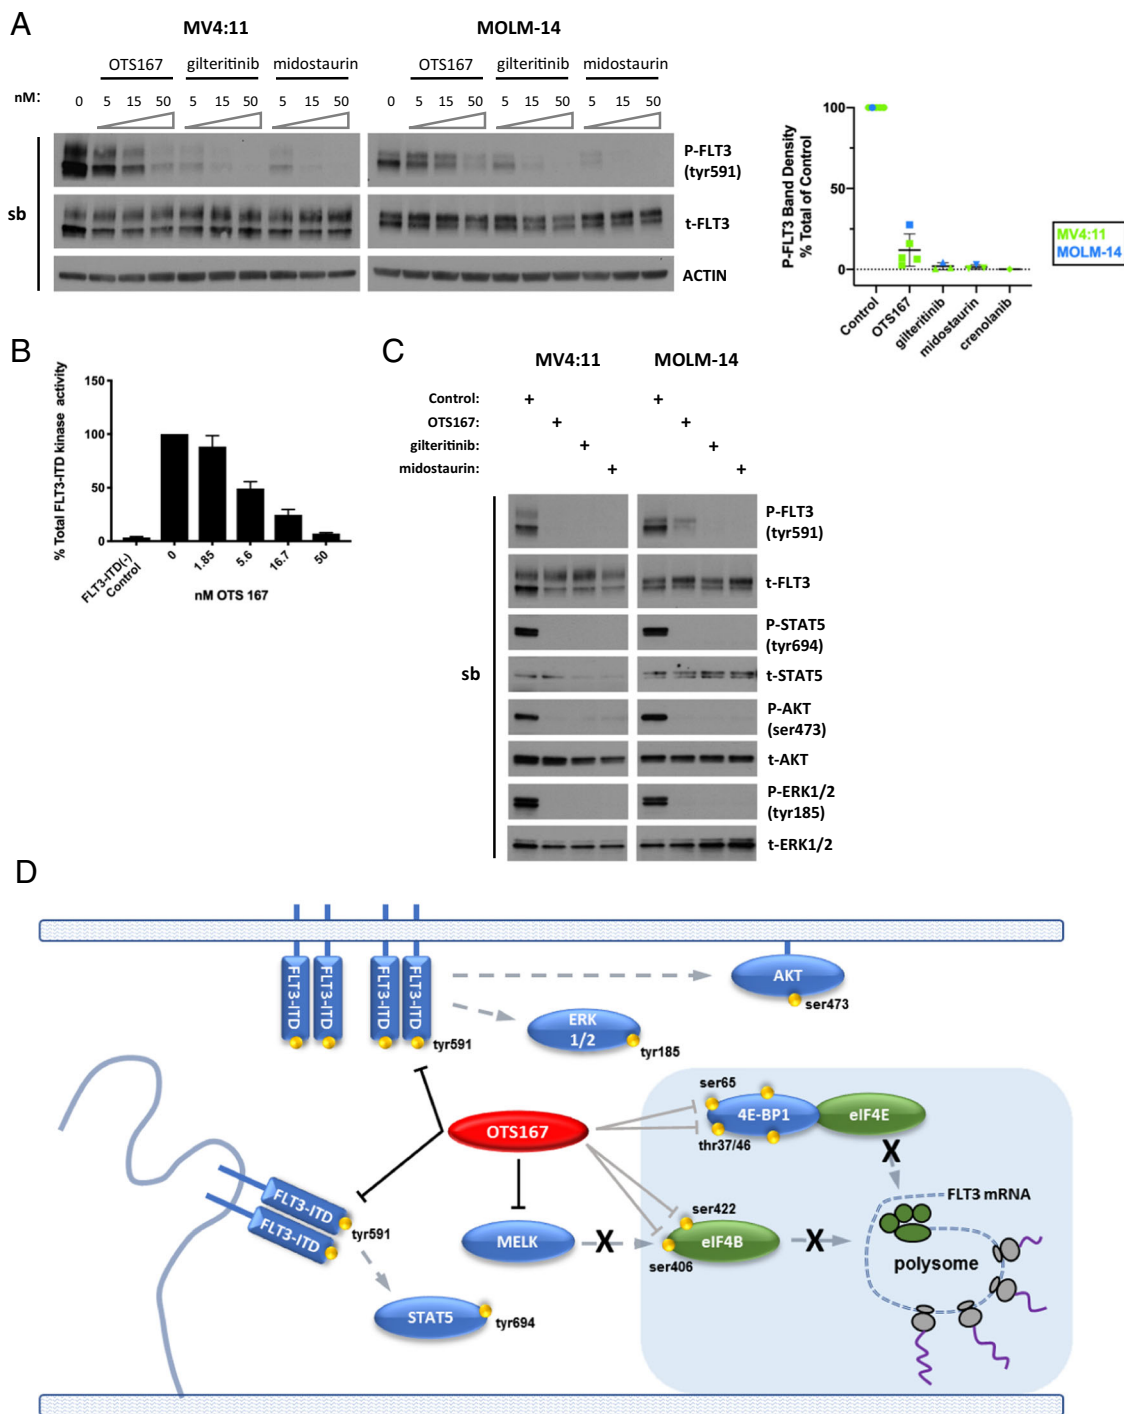 A
MV4:11
MOLM-14
OTS167 gilteritinib midostaurin OTS167 gilteritinib midostaurin
nM: 0 5 15 50 5 15 50 5 15 50 0 5 15 50 5 15 50 5 15 50
P-FLT3
(tyr591)
sb
t-FLT3
ACTIN
P-FLT3 Band Density
% Total of Control
100
50
0
Control
OTS167
gilteritinib
midostaurin
crenolanib
MV4:11
MOLM-14
B
% Total FLT3-ITD kinase activity
150
100
50
0
FLT3-ITD(-)
Control
0
1.85
5.6
16.7
50
nM OTS 167
C
MV4:11
MOLM-14
Control: + +
OTS167: + +
gilteritinib: + +
midostaurin: + +
P-FLT3
(tyr591)
t-FLT3
P-STAT5
(tyr694)
sb
t-STAT5
P-AKT
(ser473)
t-AKT
P-ERK1/2
(tyr185)
t-ERK1/2
D
FLT3-ITD
FLT3-ITD
FLT3-ITD
FLT3-ITD
tyr591
AKT
ser473
ERK
1/2
tyr185
OTS167
ser65
4E-BP1
eIF4E
thr37/46
X
FLT3-ITD
FLT3-ITD
tyr591
FLT3 mRNA
MELK
X
ser422
eIF4B
ser406
X
polysome
STAT5
tyr694